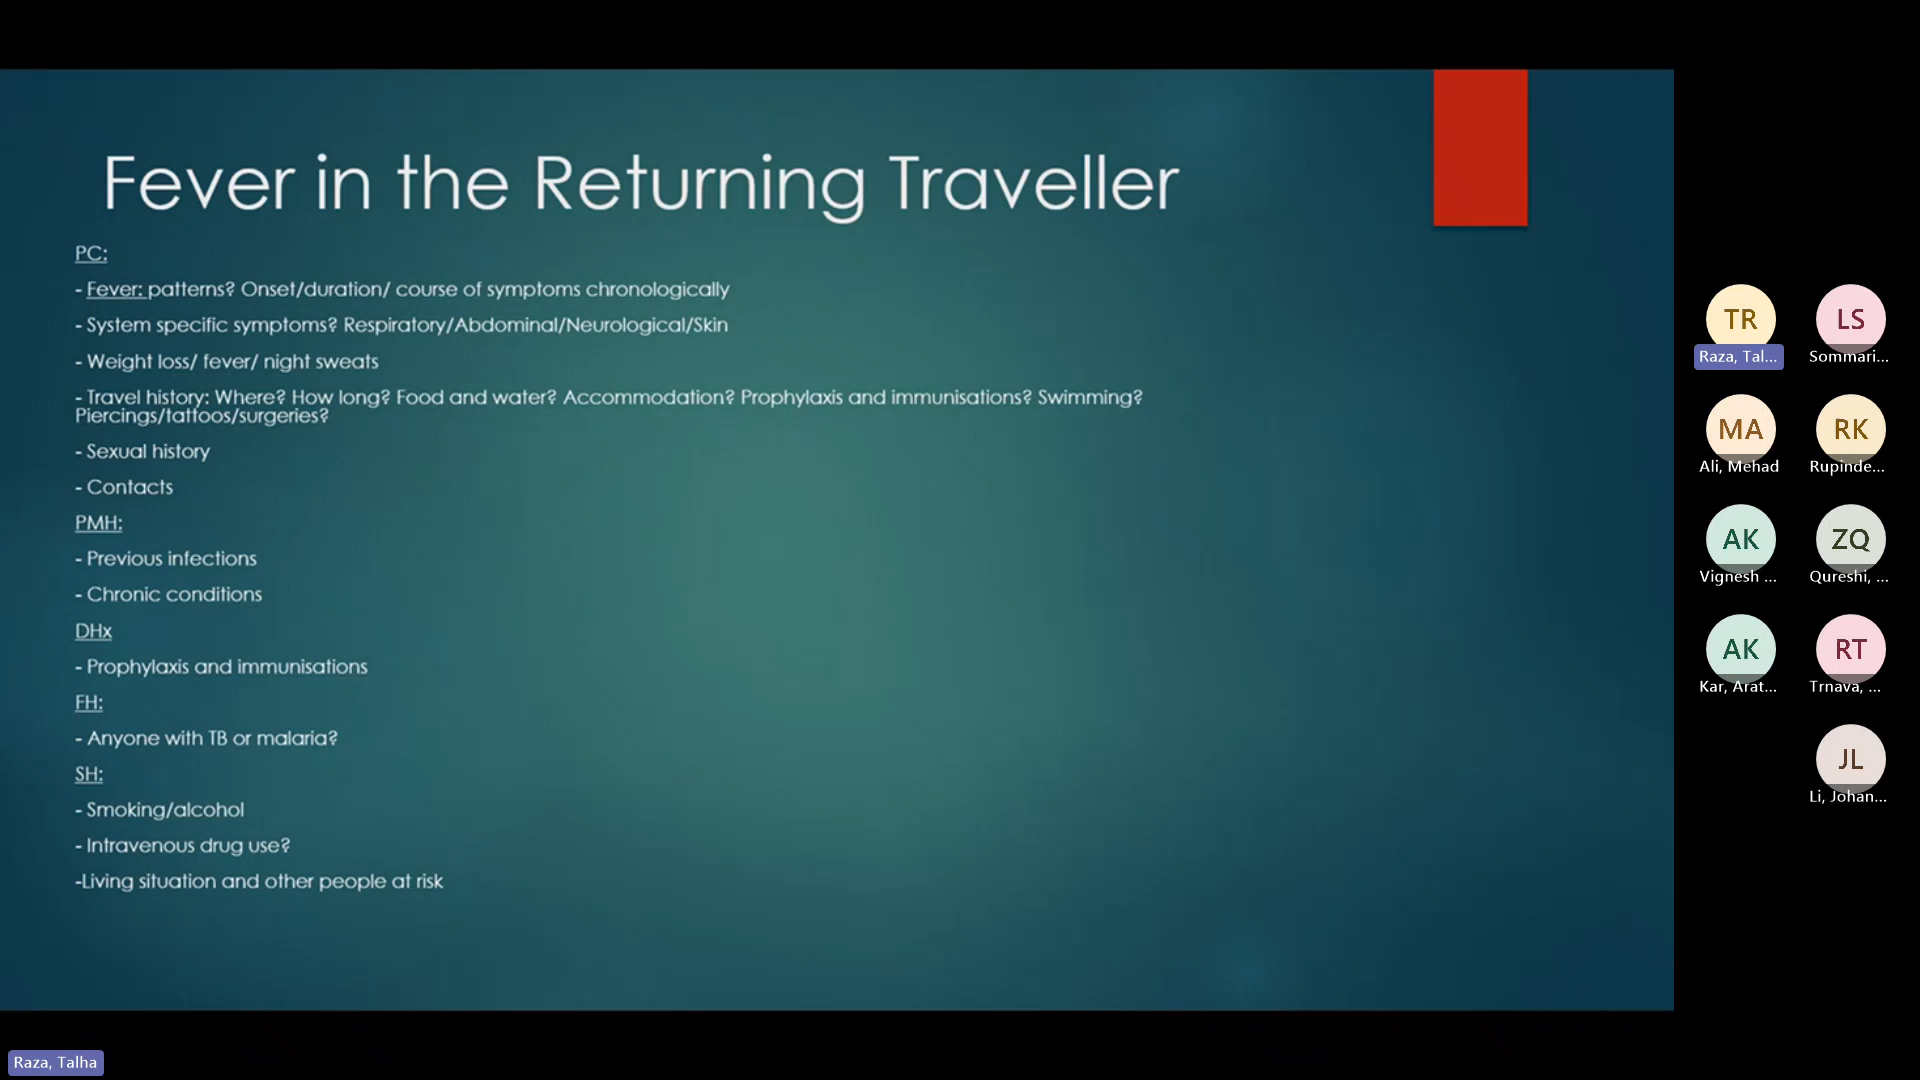 Fever in the Returning Traveller
PC:
- Fever: patterns? Onset/duration/ course of symptoms chronologically
- System specific symptoms? Respiratory/Abdominal/Neurological/Skin
- Weight loss/ fever/ night sweats
- Travel history: Where? How long? Food and water? Accommodation? Prophylaxis and immunisations? Swimming?
Piercings/tattoos/surgeries?
- Sexual history
- Contacts
PMH:
- Previous infections
- Chronic conditions
DHx
- Prophylaxis and immunisations
FH:
- Anyone with TB or malaria?
SH:
- Smoking/alcohol
- Intravenous drug use?
-Living situation and other people at risk
TR
Raza, Tal...
LS
Sommari...
MA
Ali, Mehad
RK
Rupinde...
AK
Vignesh ...
ZQ
Qureshi, ...
AK
Kar, Arat...
RT
Trnava, ...
JL
Li, Johan...
Raza, Talha